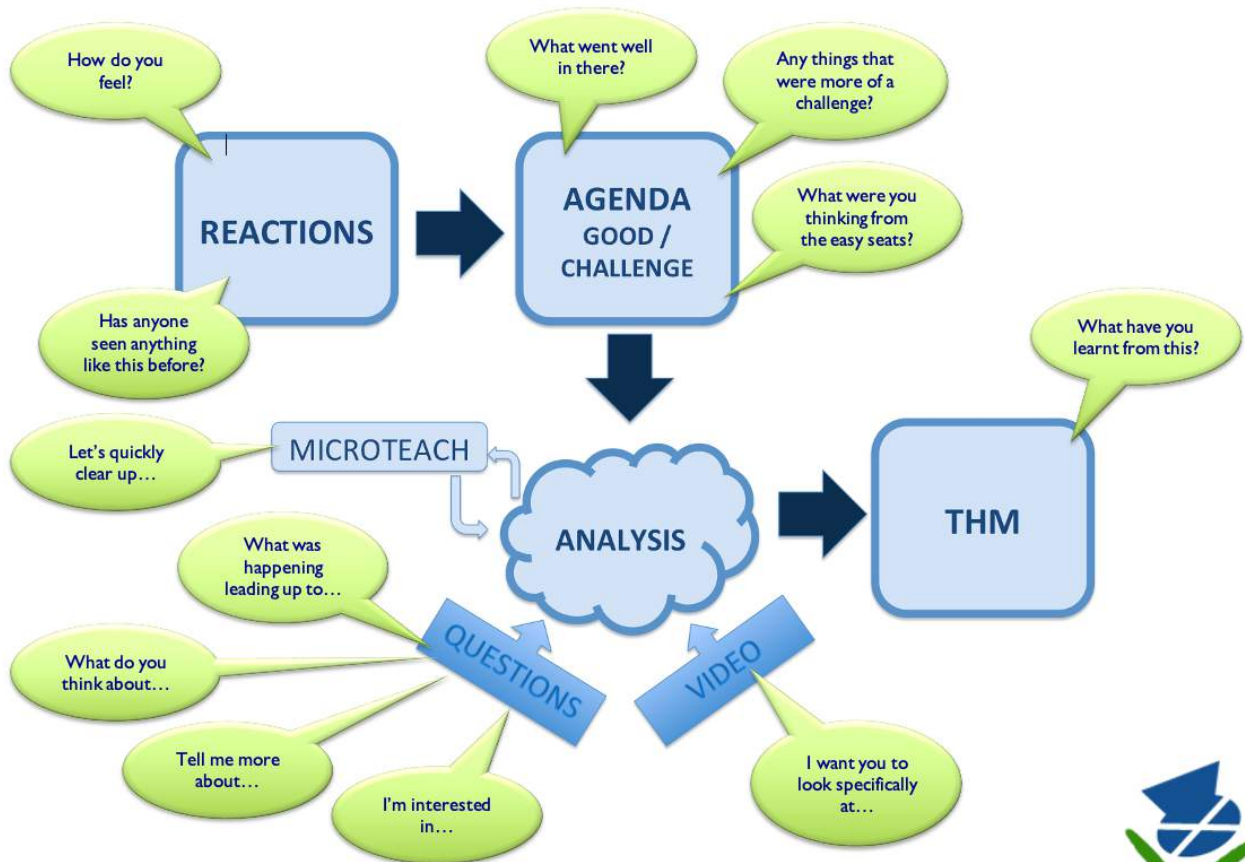 How do you
feel?
What went well
in there?
Any things that
were more of a
challenge?
REACTIONS
AGENDA
GOOD /
CHALLENGE
What were you
thinking from
the easy seats?
Has anyone
seen anything
like this before?
What have you
learnt from this?
Let's quickly
clear up…
MICROTEACH
ANALYSIS
THM
What was
happening
leading up to…
QUESTIONS
VIDEO
What do you
think about…
Tell me more
about…
I'm interested
in…
I want you to
look specifically
at…